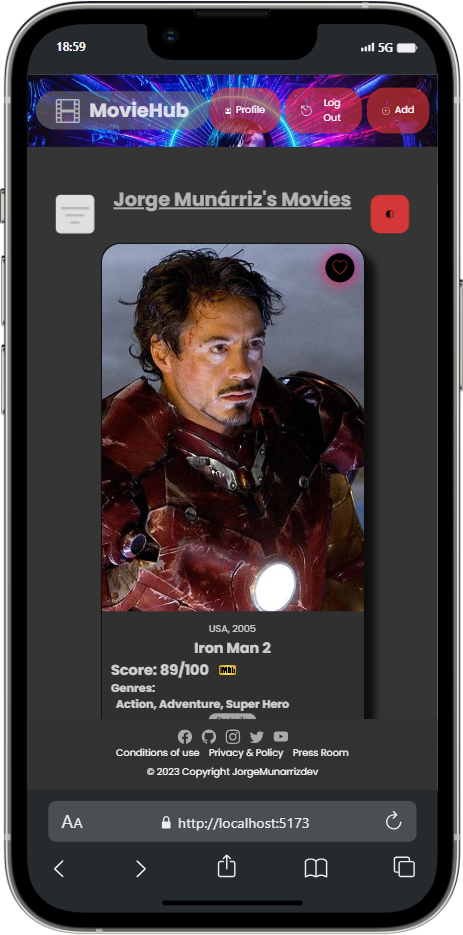 18:59
5G
MovieHub
Profile
Log
Out
Add
Jorge Munárriz's Movies
USA, 2005
Iron Man 2
Score: 89/100 IMDb
Genres:
Action, Adventure, Super Hero
Conditions of use Privacy & Policy Press Room
© 2023 Copyright JorgeMunarrizdev
AA
http://localhost:5173